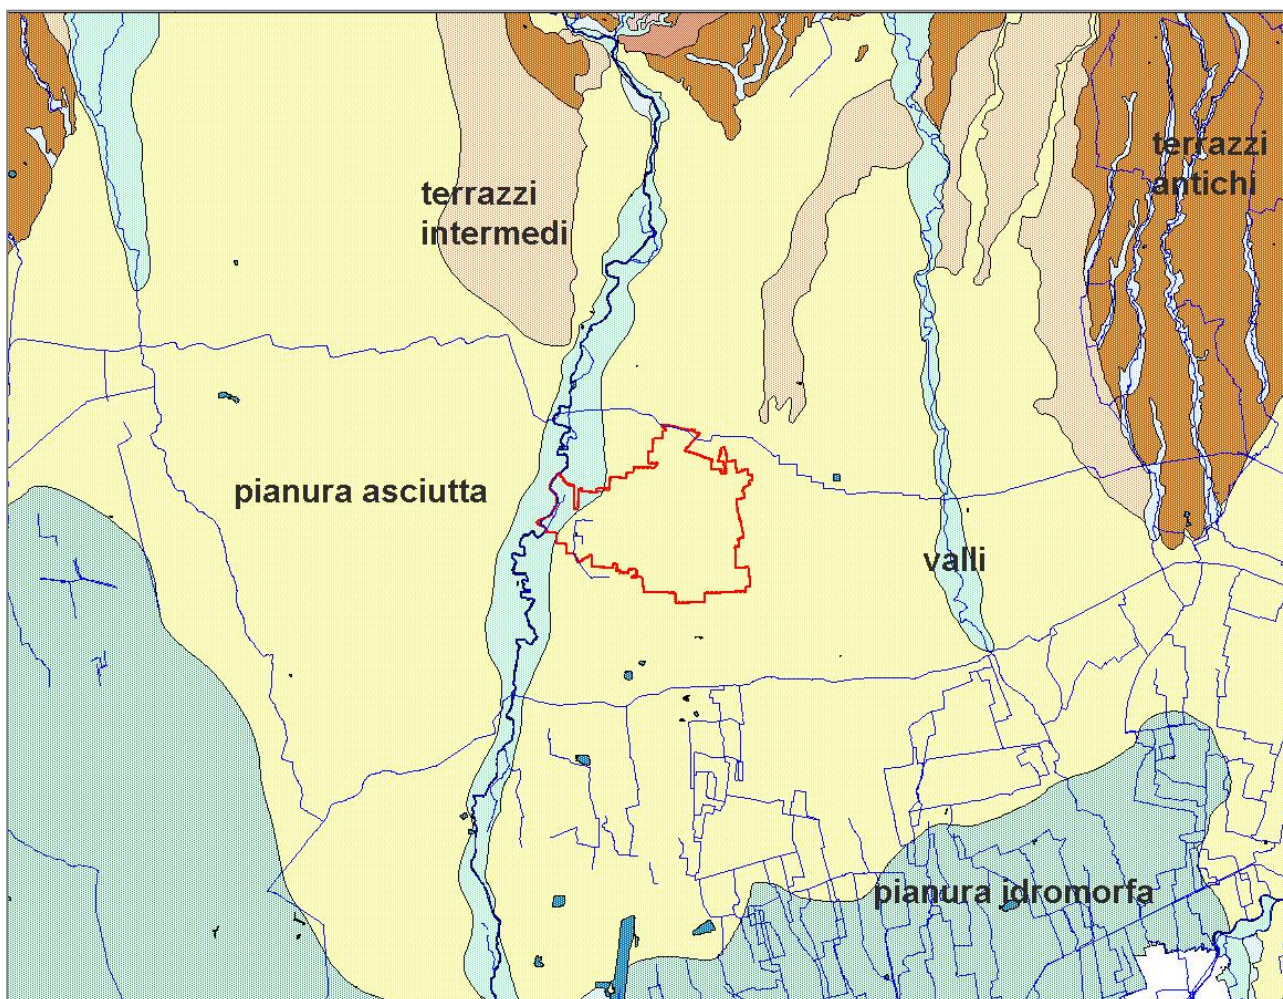 terrazzi
antichi
terrazzi
intermedi
pianura asciutta
valli
pianura idromorfa